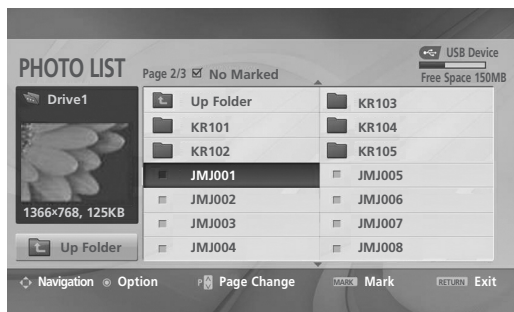 USB Device
PHOTO LIST
Page 2/3 No Marked
Free Space 150MB
Drive1
Up Folder KR103
KR101 KR104
KR102 KR105
JMJ001 JMJ005
JMJ002 JMJ006
JMJ003 JMJ007
JMJ004 JMJ008
1366×768, 125KB
Up Folder
Navigation Option P Page Change MARK Mark RETURN Exit